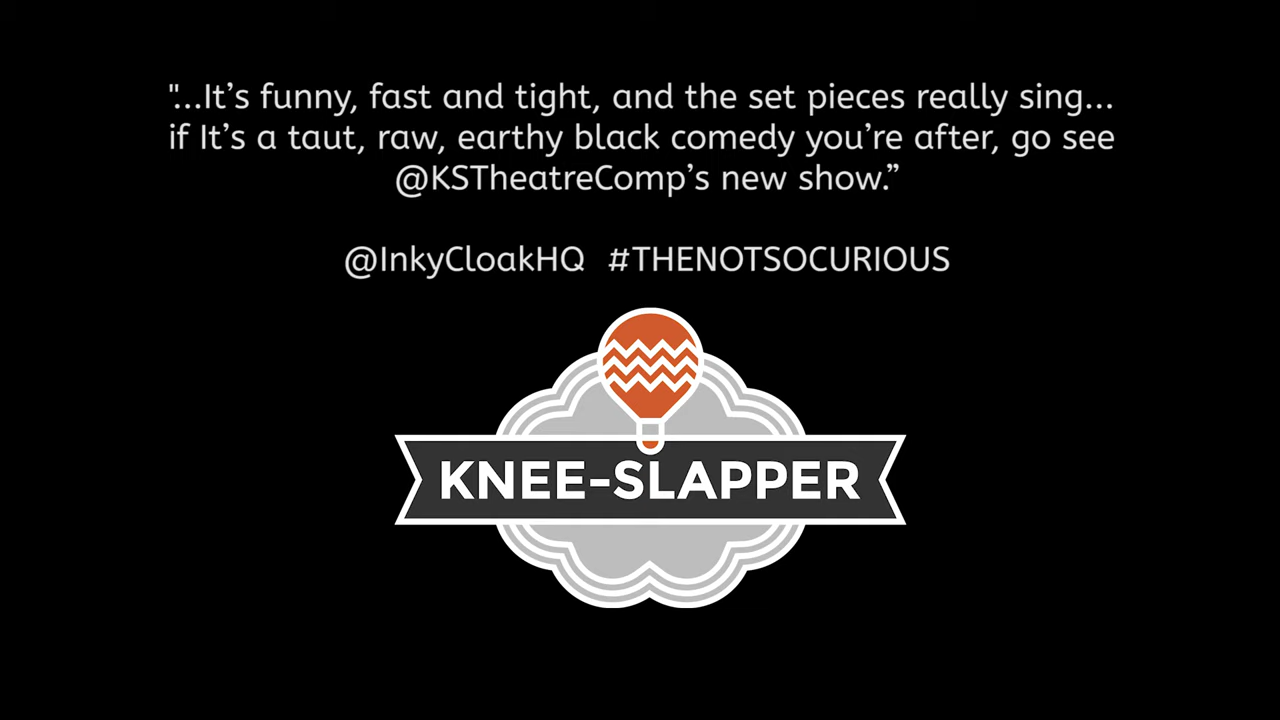 "...It’s funny, fast and tight, and the set pieces really sing...
if It’s a taut, raw, earthy black comedy you’re after, go see
@KSTheatreComp’s new show.”
@InkyCloakHQ #THENOTSOCURIOUS
KNEE-SLAPPER